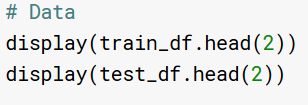 # Data
display(train_df.head(2))
display(test_df.head(2))